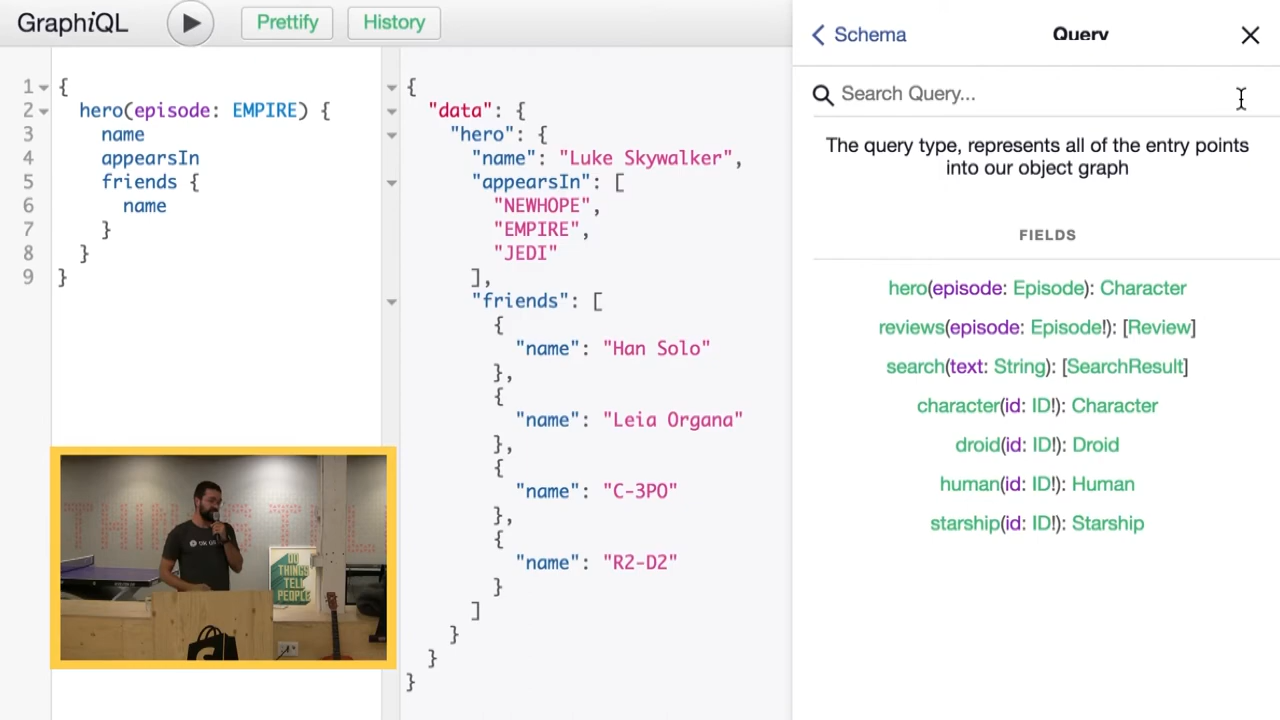 GraphiQL
Prettify
History
1 {
2 hero(episode: EMPIRE) {
3 name
4 appearsIn
5 friends {
6 name
7 }
8 }
9 }
{
"data": {
"hero": {
"name": "Luke Skywalker",
"appearsIn": [
"NEWHOPE",
"EMPIRE",
"JEDI"
],
"friends": [
{
"name": "Han Solo"
},
{
"name": "Leia Organa"
},
{
"name": "C-3PO"
},
{
"name": "R2-D2"
}
]
}
}
}
Schema
Query
Search Query...
The query type, represents all of the entry points
into our object graph
FIELDS
hero(episode: Episode): Character
reviews(episode: Episode!): [Review]
search(text: String): [SearchResult]
character(id: ID!): Character
droid(id: ID!): Droid
human(id: ID!): Human
starship(id: ID!): Starship
DO
THINGS
TELL
PEOPLE